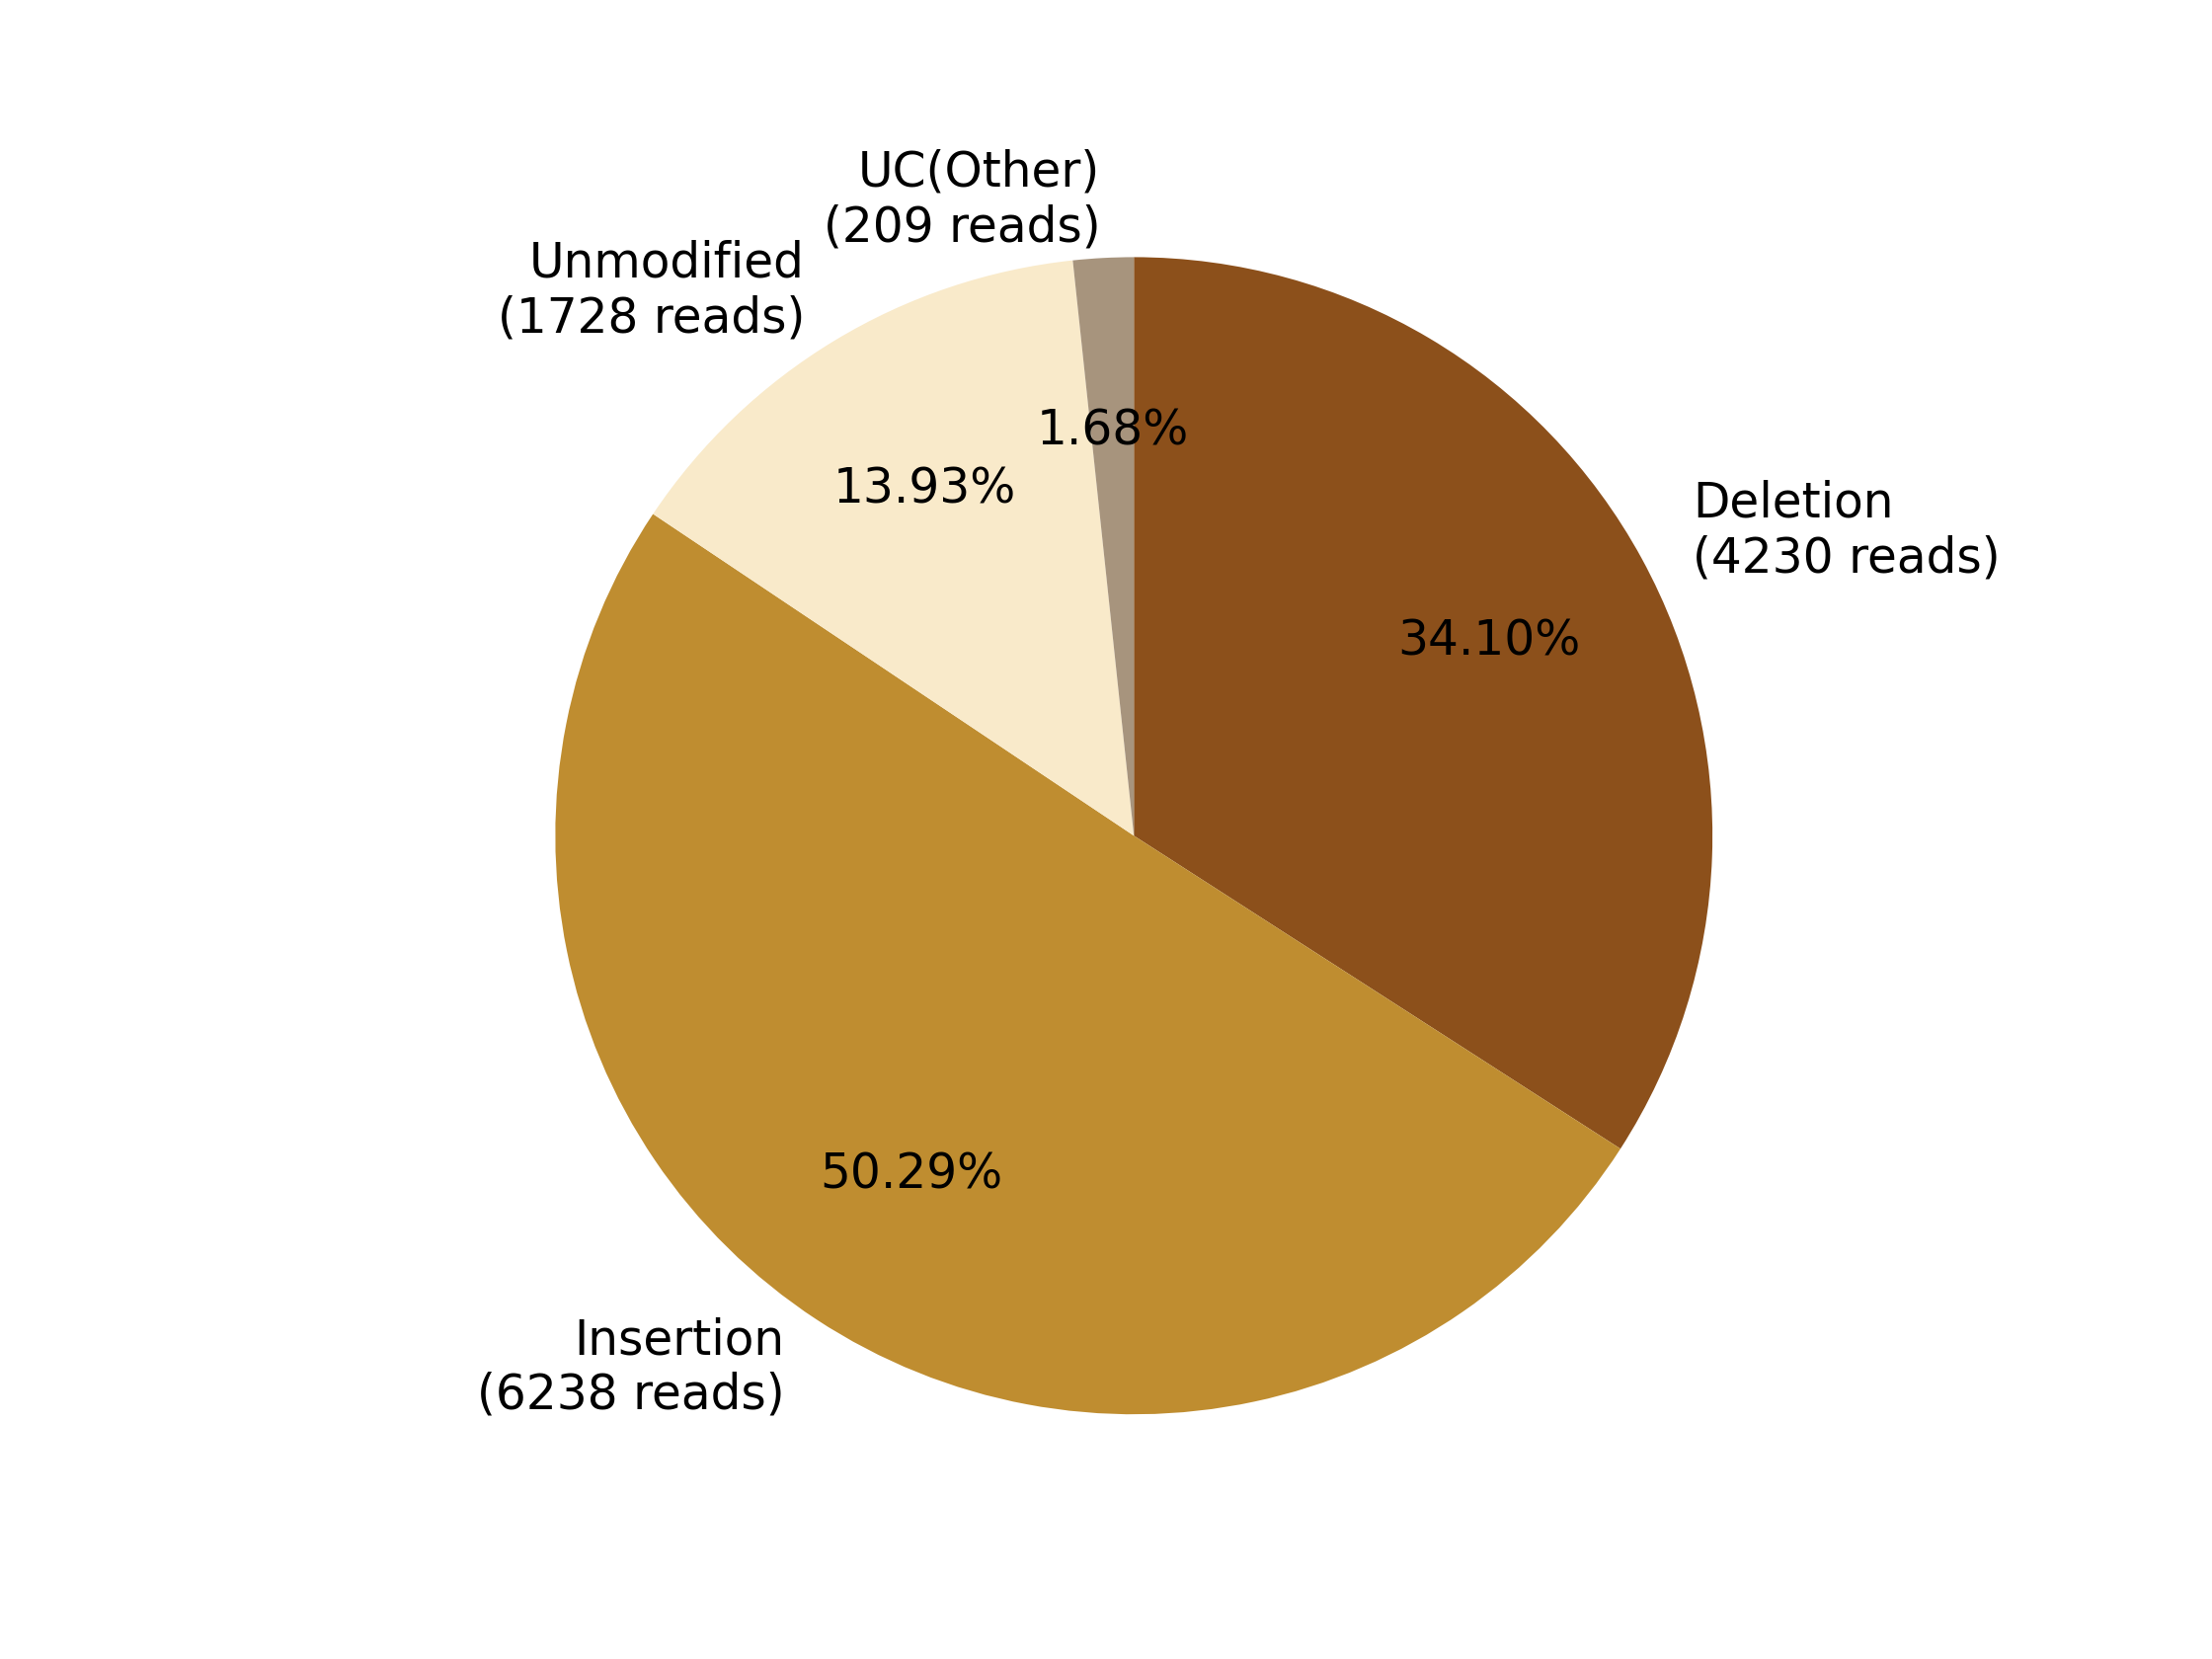 UC(Other)
(209 reads)
Unmodified
(1728 reads)
1.68%
13.93%
Deletion
(4230 reads)
34.10%
50.29%
Insertion
(6238 reads)